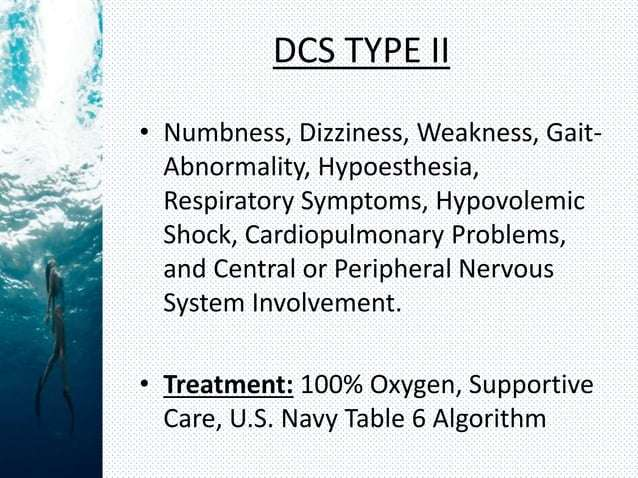 DCS TYPE II
• Numbness, Dizziness, Weakness, Gait-
Abnormality, Hypoesthesia,
Respiratory Symptoms, Hypovolemic
Shock, Cardiopulmonary Problems,
and Central or Peripheral Nervous
System Involvement.
• Treatment: 100% Oxygen, Supportive
Care, U.S. Navy Table 6 Algorithm